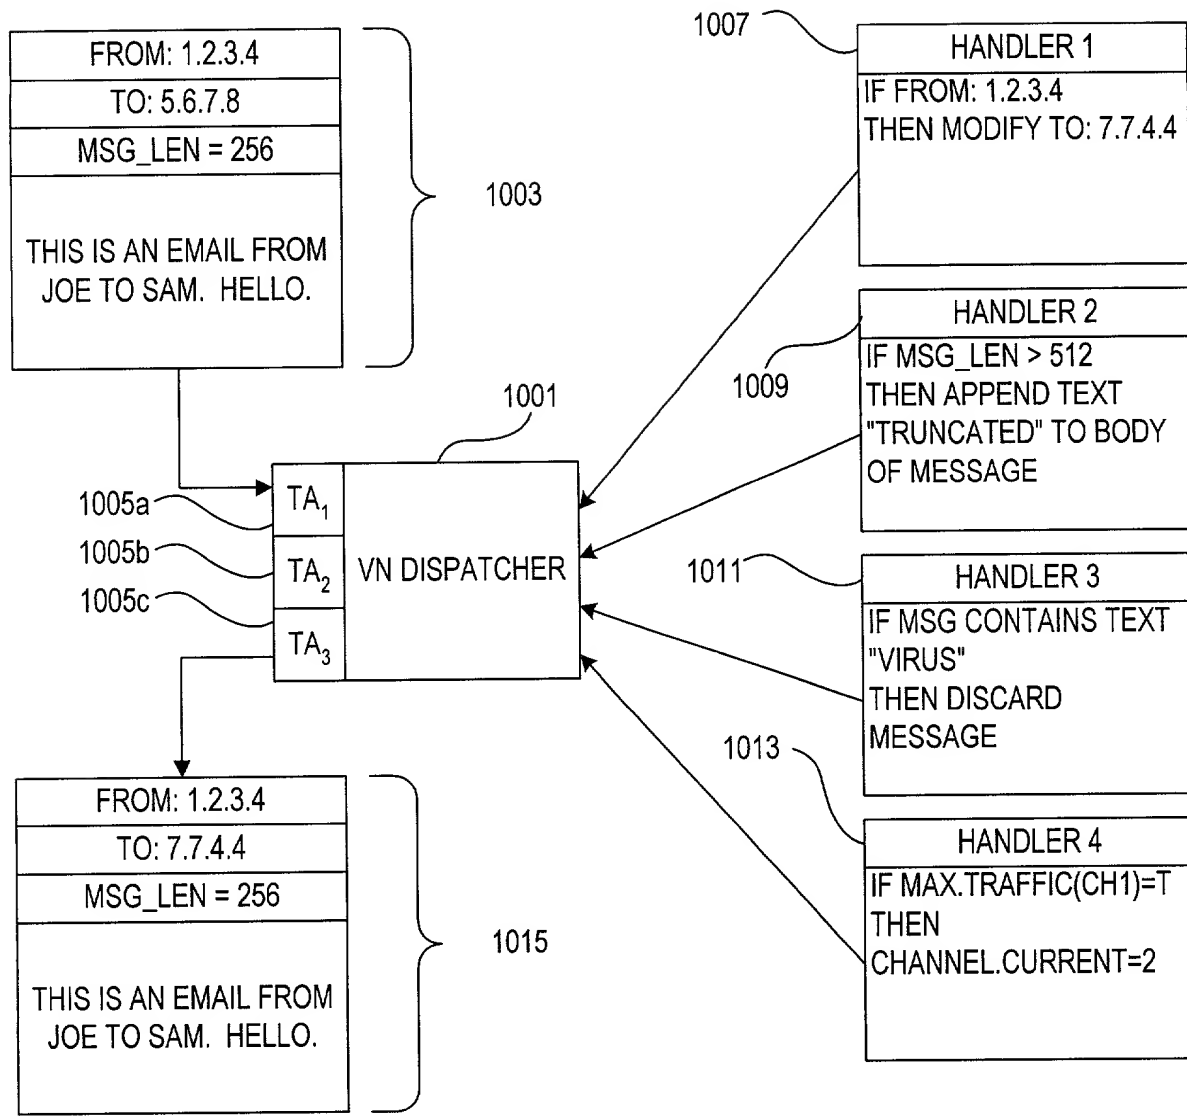 FROM: 1.2.3.4
TO: 5.6.7.8
MSG_LEN = 256
THIS IS AN EMAIL FROM
JOE TO SAM. HELLO.
1003
1007
HANDLER 1
IF FROM: 1.2.3.4
THEN MODIFY TO: 7.7.4.4
1009
HANDLER 2
IF MSG_LEN > 512
THEN APPEND TEXT
"TRUNCATED" TO BODY
OF MESSAGE
1001
1005a
1005b
1005c
TA1
TA2
TA3
VN DISPATCHER
1011
HANDLER 3
IF MSG CONTAINS TEXT
"VIRUS"
THEN DISCARD
MESSAGE
1013
HANDLER 4
IF MAX.TRAFFIC(CH1)=T
THEN
CHANNEL.CURRENT=2
FROM: 1.2.3.4
TO: 7.7.4.4
MSG_LEN = 256
THIS IS AN EMAIL FROM
JOE TO SAM. HELLO.
1015